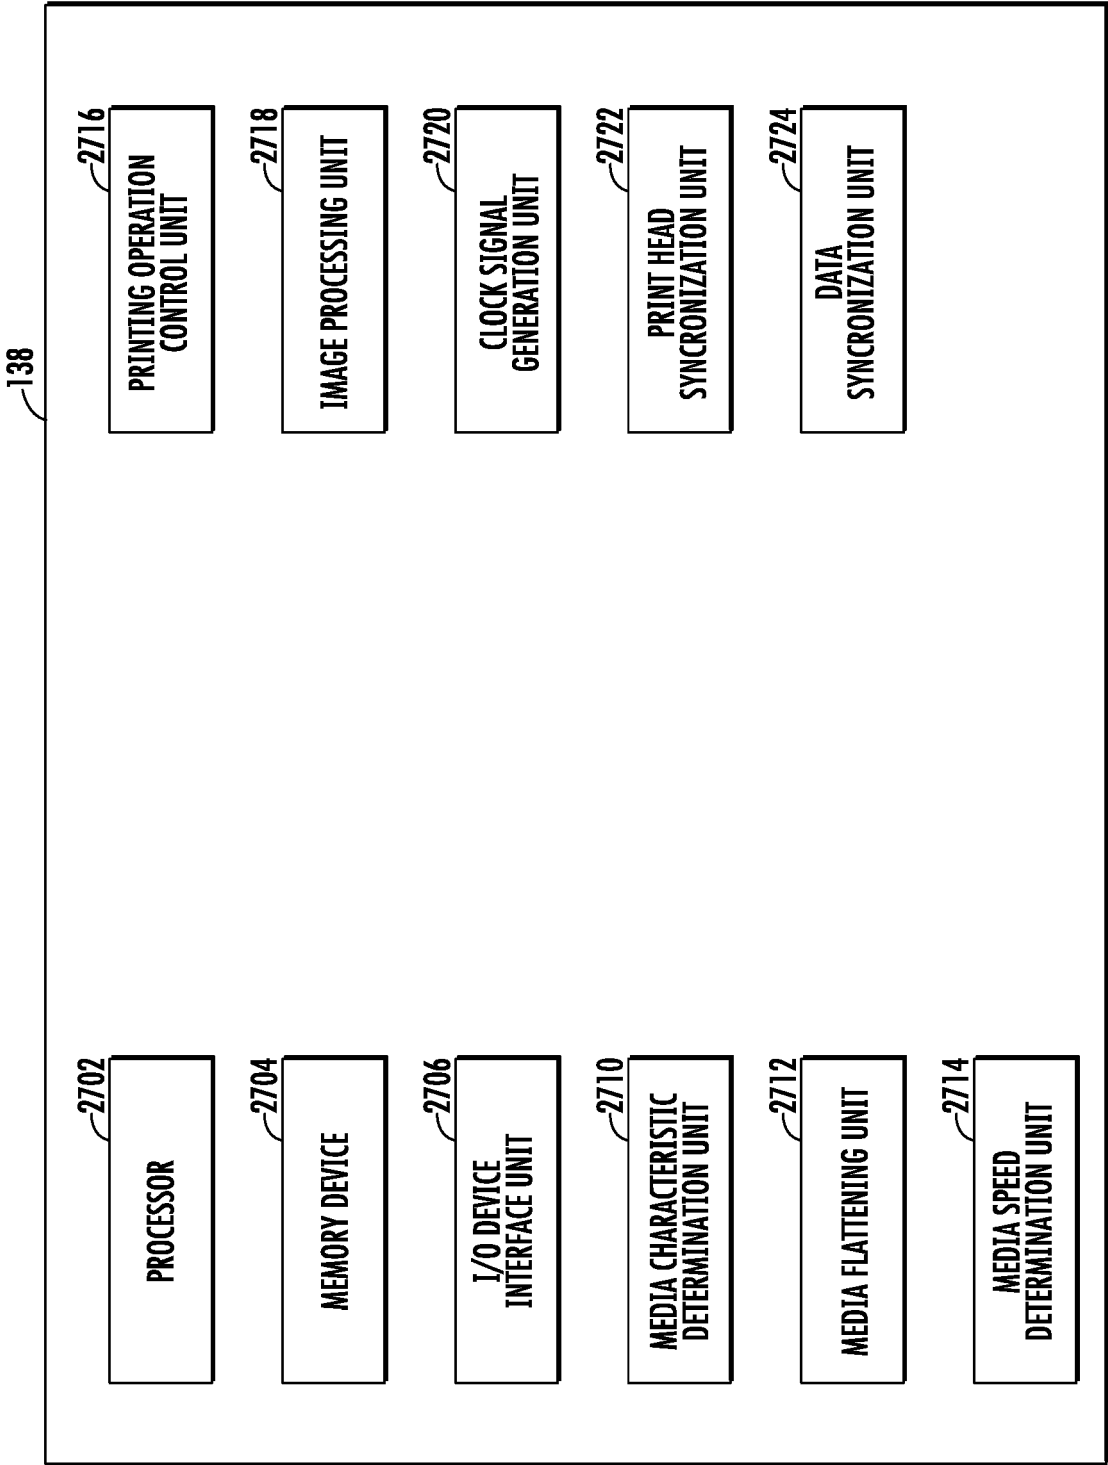 138
2702
PROCESSOR
2704
MEMORY DEVICE
2706
I/O DEVICE
INTERFACE UNIT
2710
MEDIA CHARACTERISTIC
DETERMINATION UNIT
2712
MEDIA FLATTENING UNIT
2714
MEDIA SPEED
DETERMINATION UNIT
2716
PRINTING OPERATION
CONTROL UNIT
2718
IMAGE PROCESSING UNIT
2720
CLOCK SIGNAL
GENERATION UNIT
2722
PRINT HEAD
SYNCRONIZATION UNIT
2724
DATA
SYNCRONIZATION UNIT